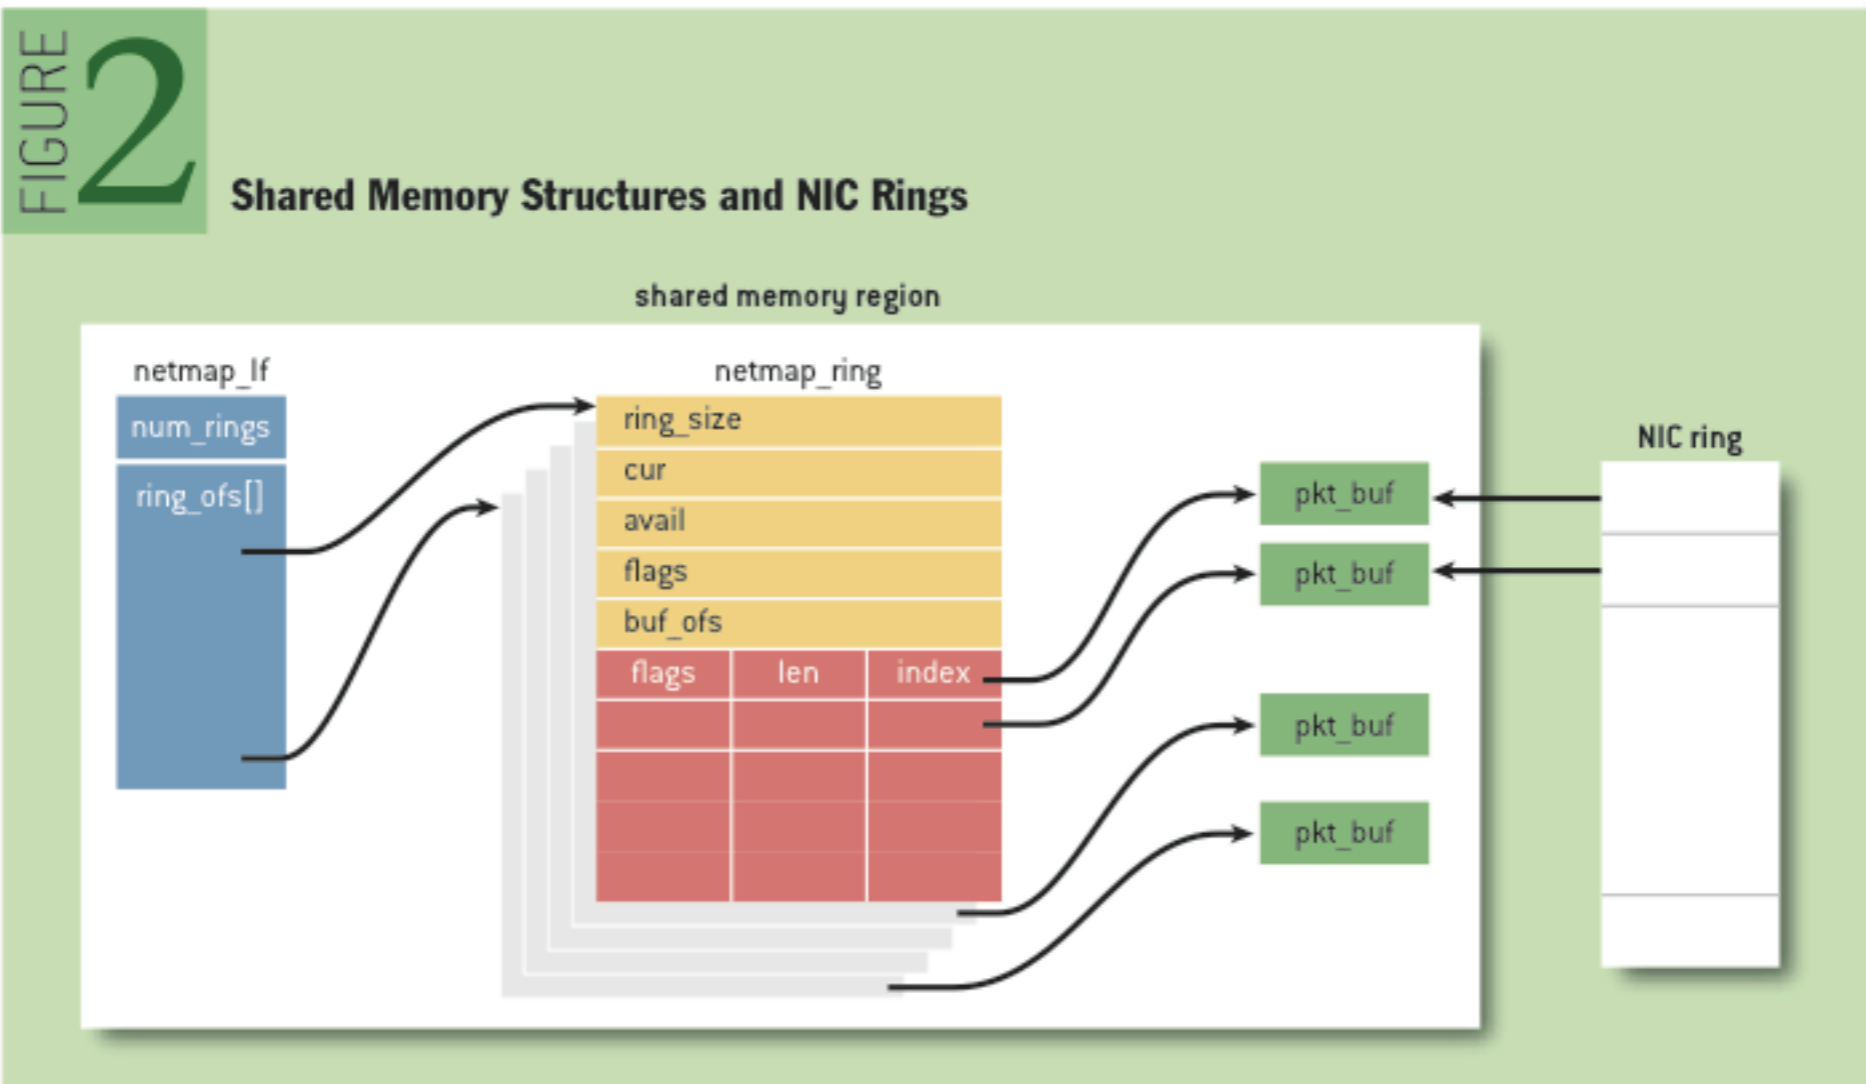 FIGURE
2
Shared Memory Structures and NIC Rings
shared memory region
netmap_lf
num_rings
ring_ofs[]
netmap_ring
ring_size
cur
avail
flags
buf_ofs
flags len index
pkt_buf
pkt_buf
pkt_buf
pkt_buf
NIC ring